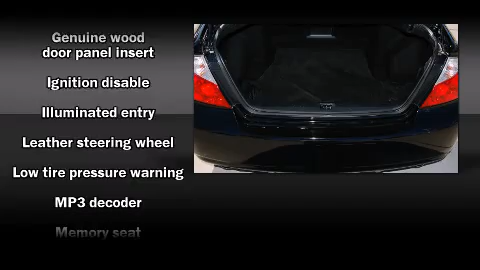 Genuine wood
door panel insert
Ignition disable
Illuminated entry
Leather steering wheel
Low tire pressure warning
MP3 decoder
Memory seat